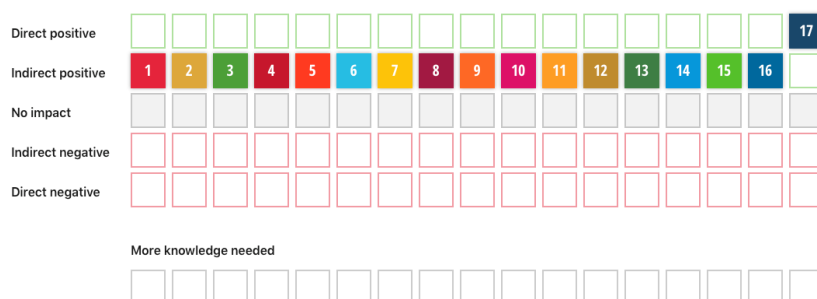 Direct positive
17
Indirect positive
1 2 3 4 5 6 7 8 9 10 11 12 13 14 15 16
No impact
Indirect negative
Direct negative
More knowledge needed